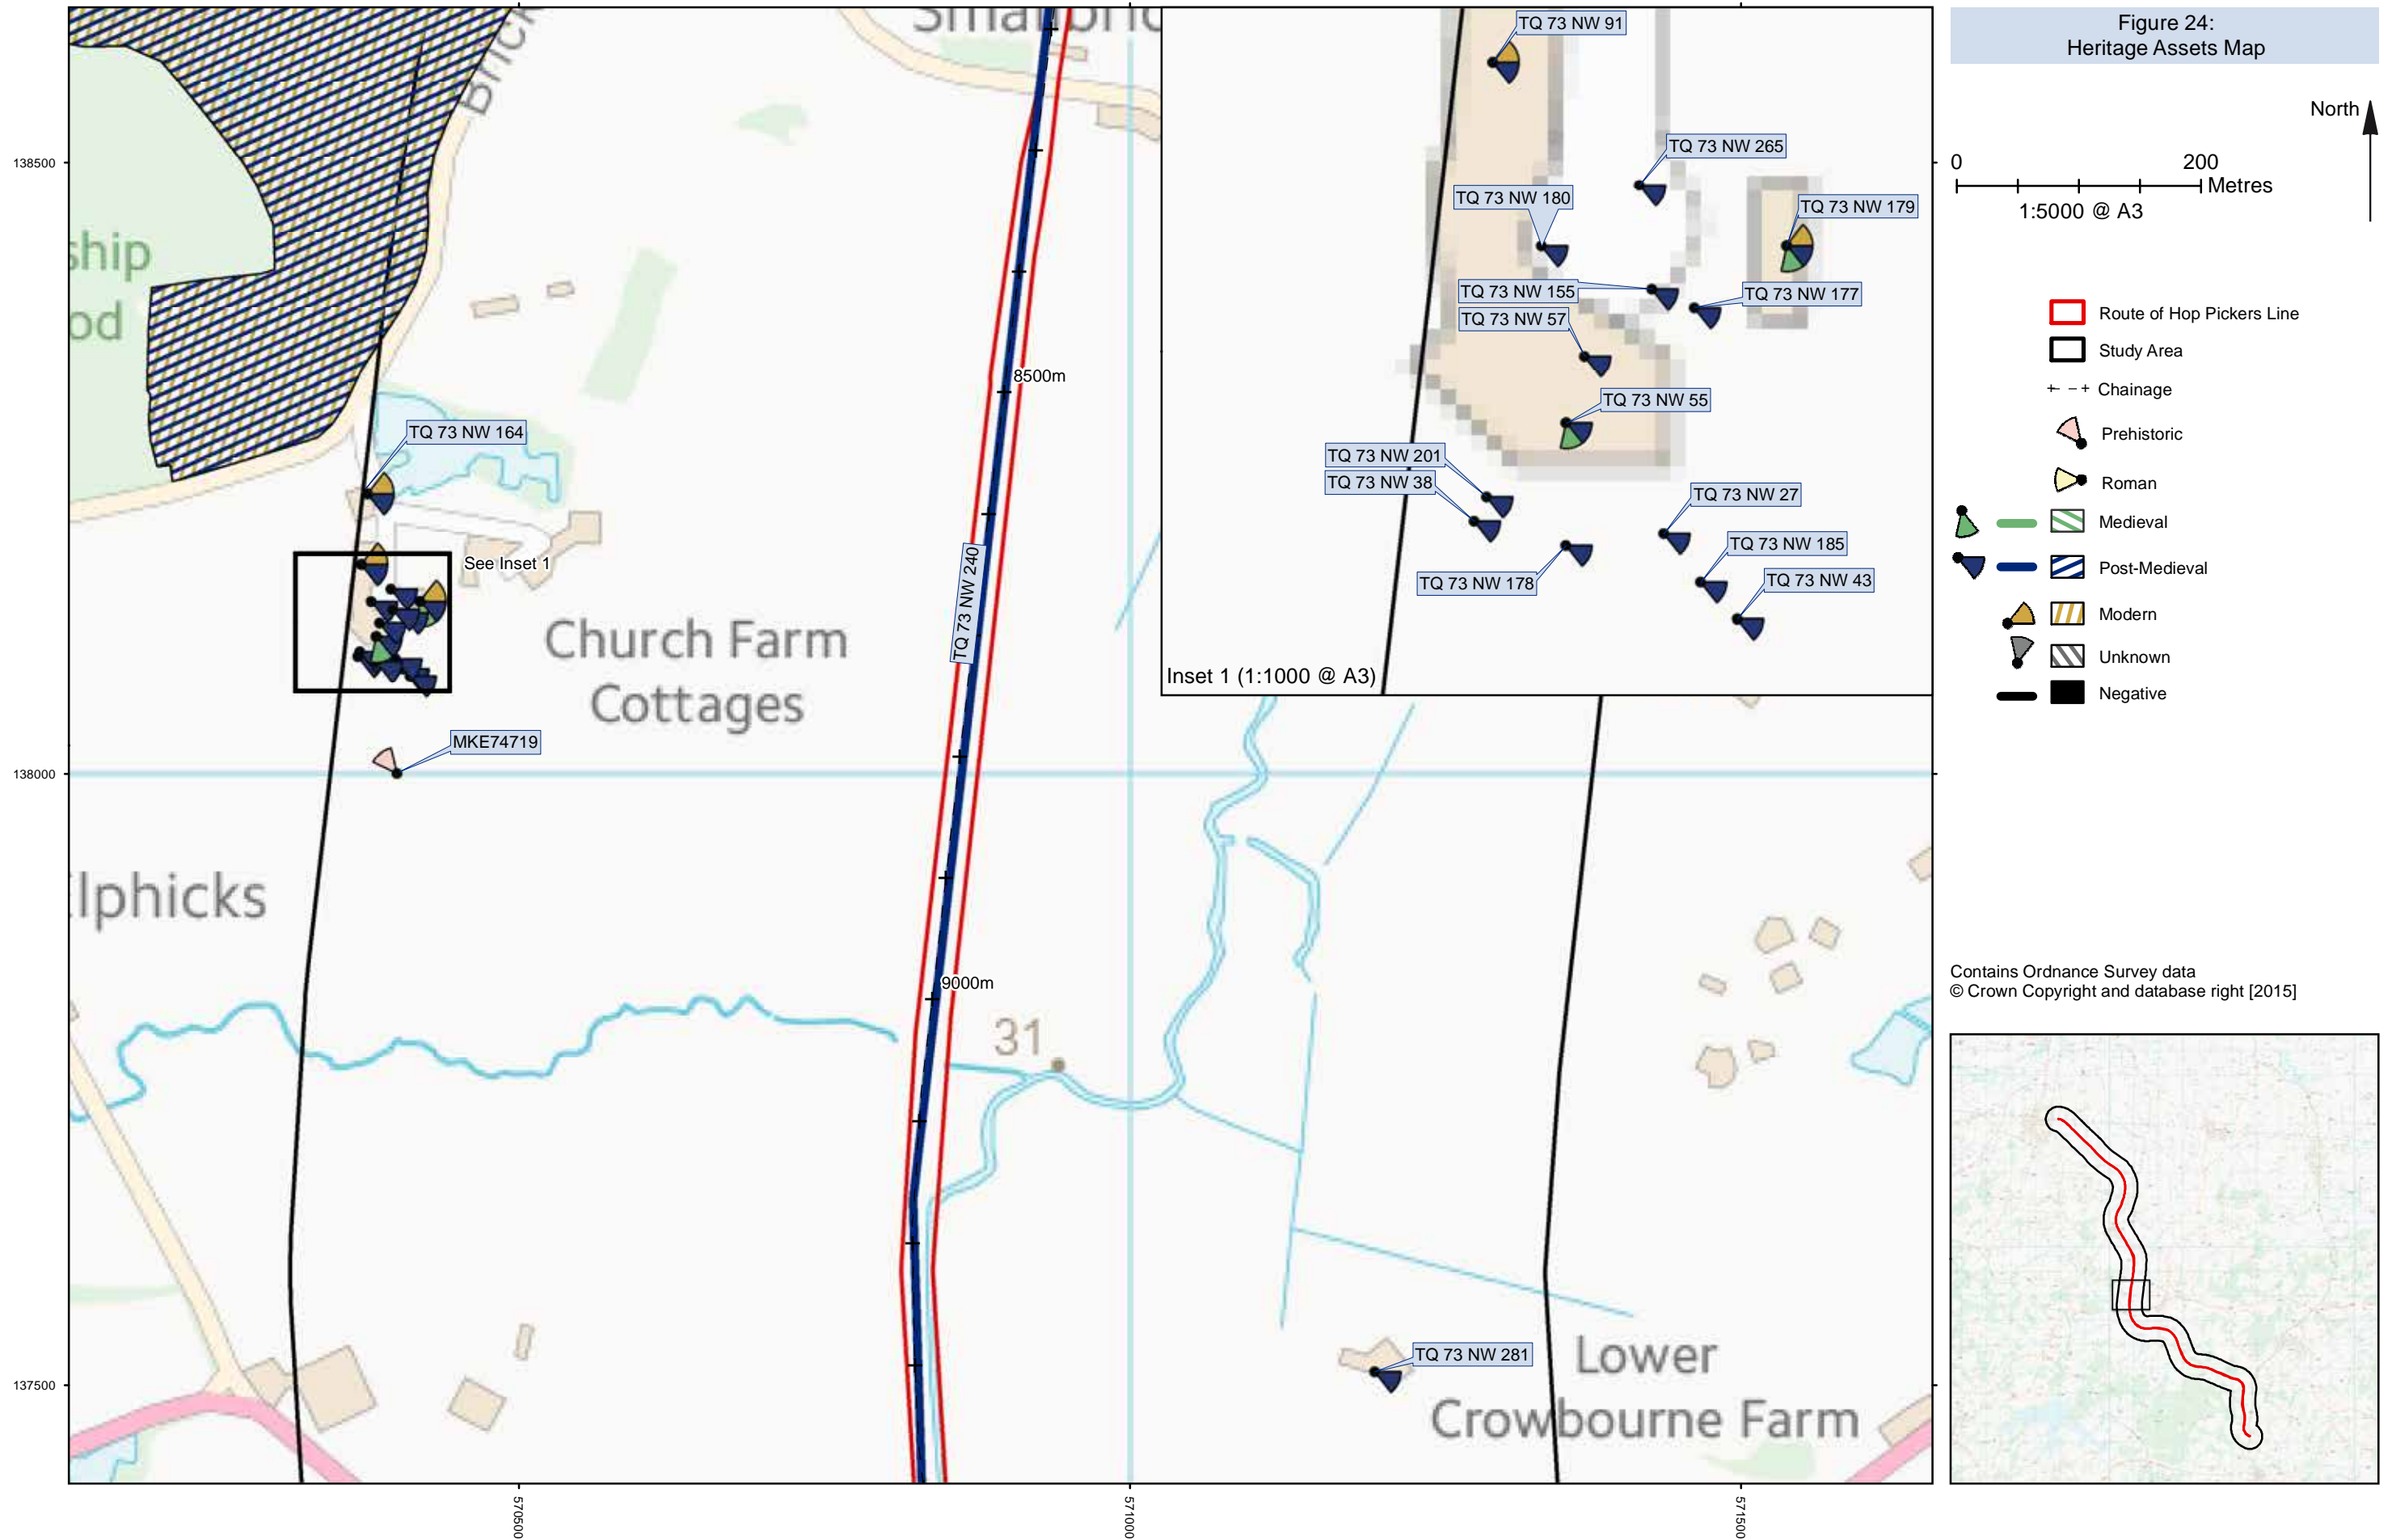 Figure 24:
Heritage Assets Map
North
0 200
Metres
1:5000 @ A3
Route of Hop Pickers Line
Study Area
Chainage
Prehistoric
Roman
Medieval
Post-Medieval
Modern
Unknown
Negative
Contains Ordnance Survey data
© Crown Copyright and database right [2015]
138500
138000
137500
570500
571000
571500
Brick
ship
od
8500m
TQ 73 NW 164
See Inset 1
TQ 73 NW 240
Church Farm
Cottages
MKE74719
lphicks
9000m
31
TQ 73 NW 281
Lower
Crowbourne Farm
TQ 73 NW 91
TQ 73 NW 265
TQ 73 NW 180
TQ 73 NW 179
TQ 73 NW 155
TQ 73 NW 177
TQ 73 NW 57
TQ 73 NW 55
TQ 73 NW 201
TQ 73 NW 38
TQ 73 NW 27
TQ 73 NW 185
TQ 73 NW 178
TQ 73 NW 43
Inset 1 (1:1000 @ A3)